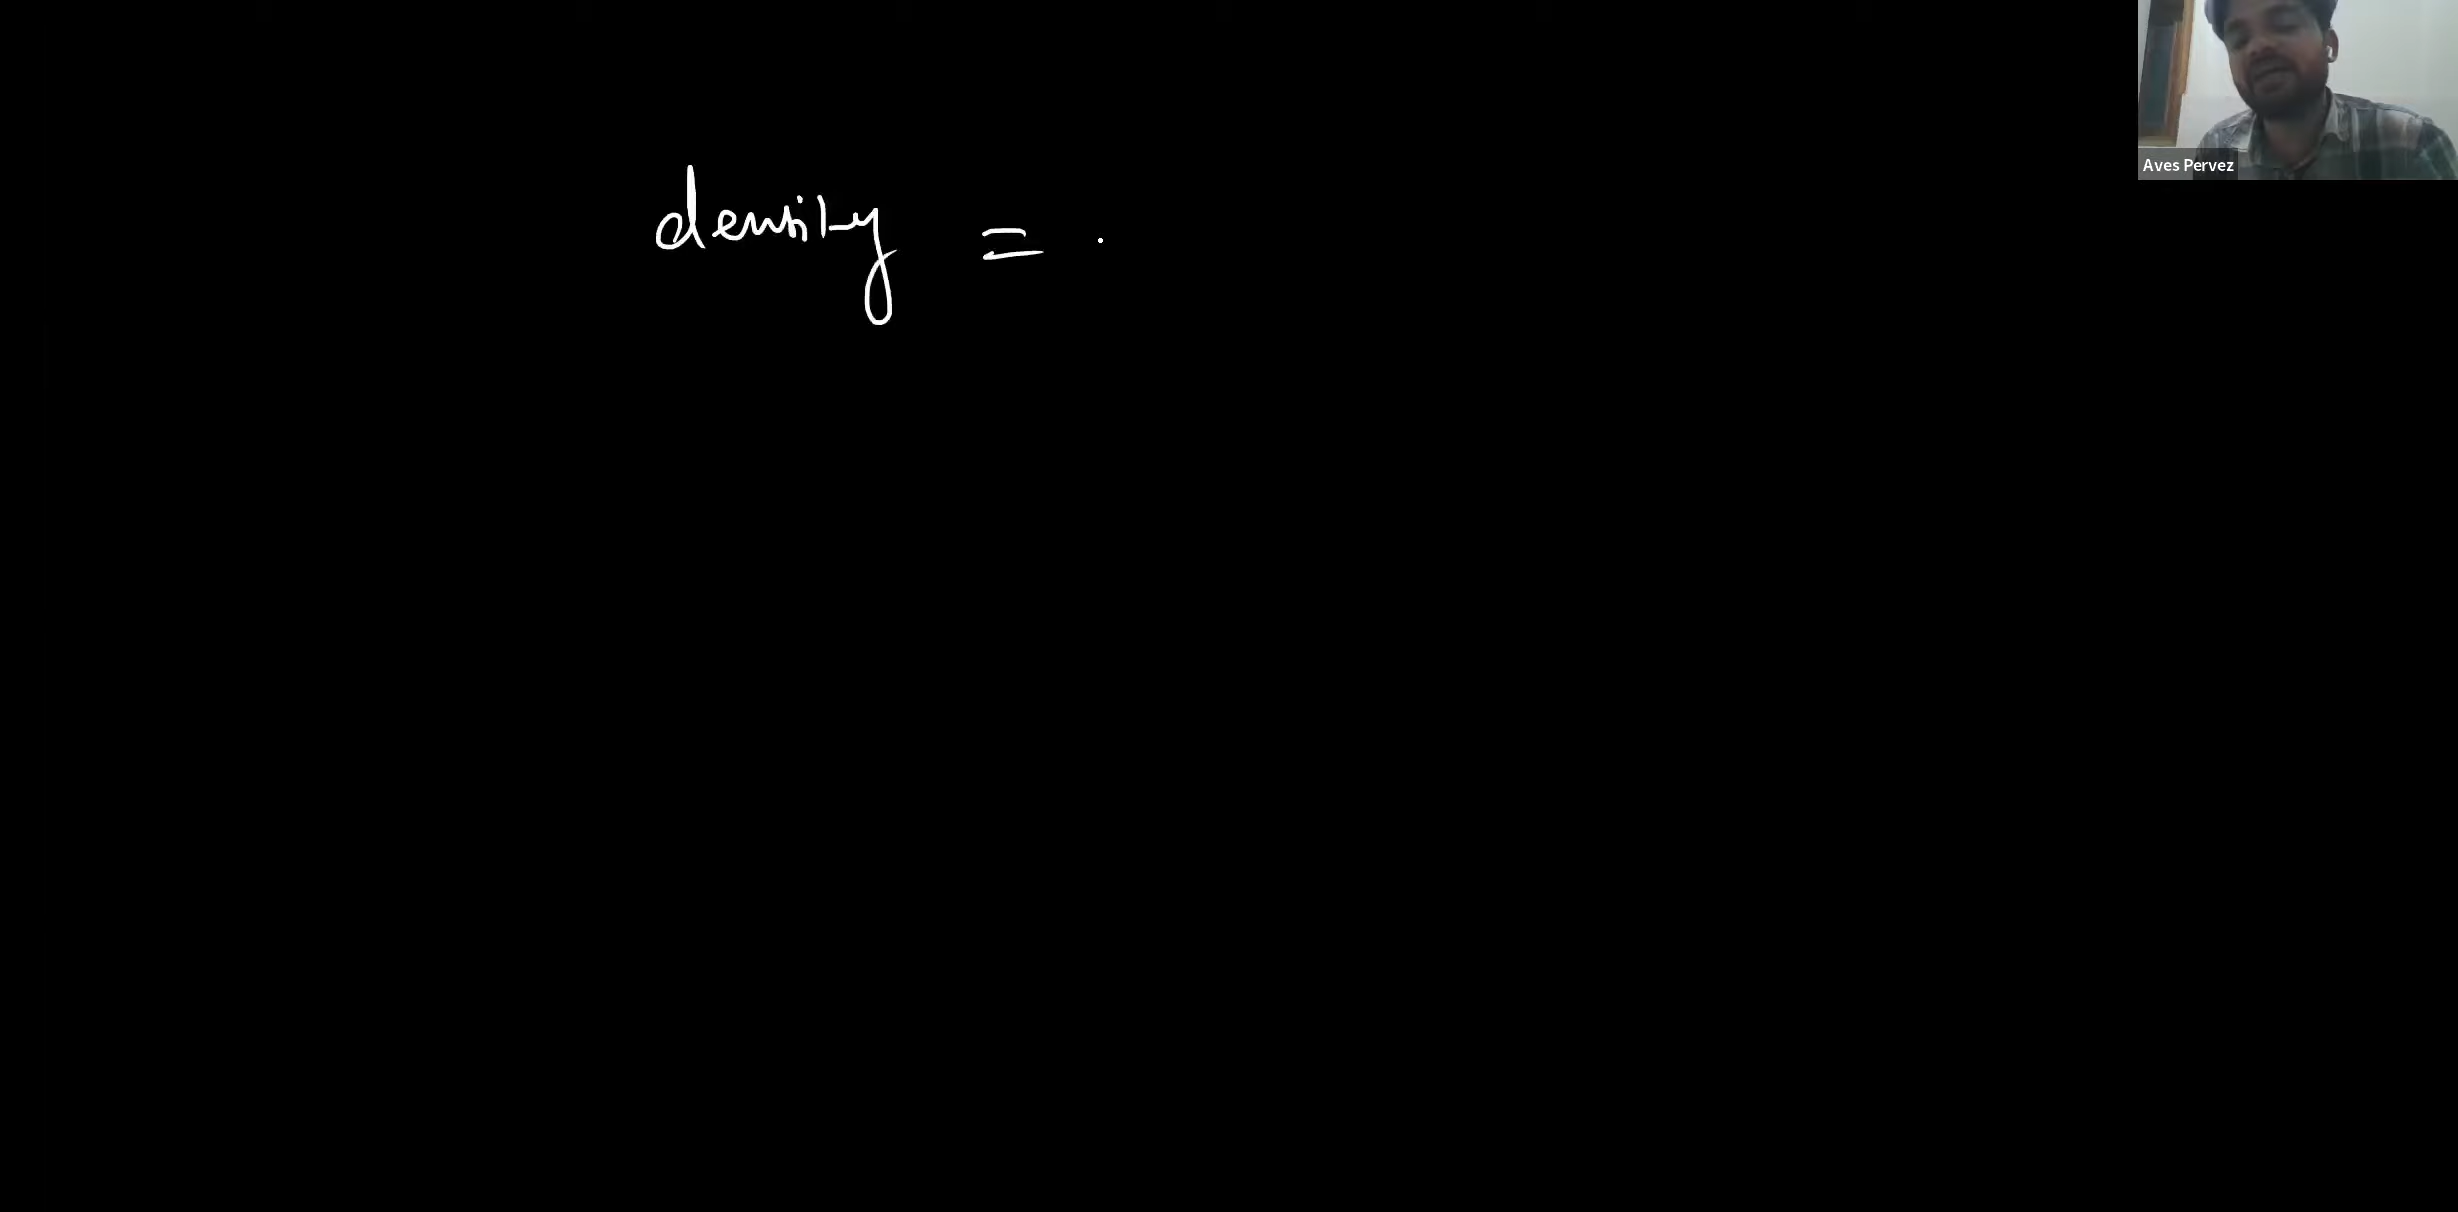 density = .
Aves Pervez